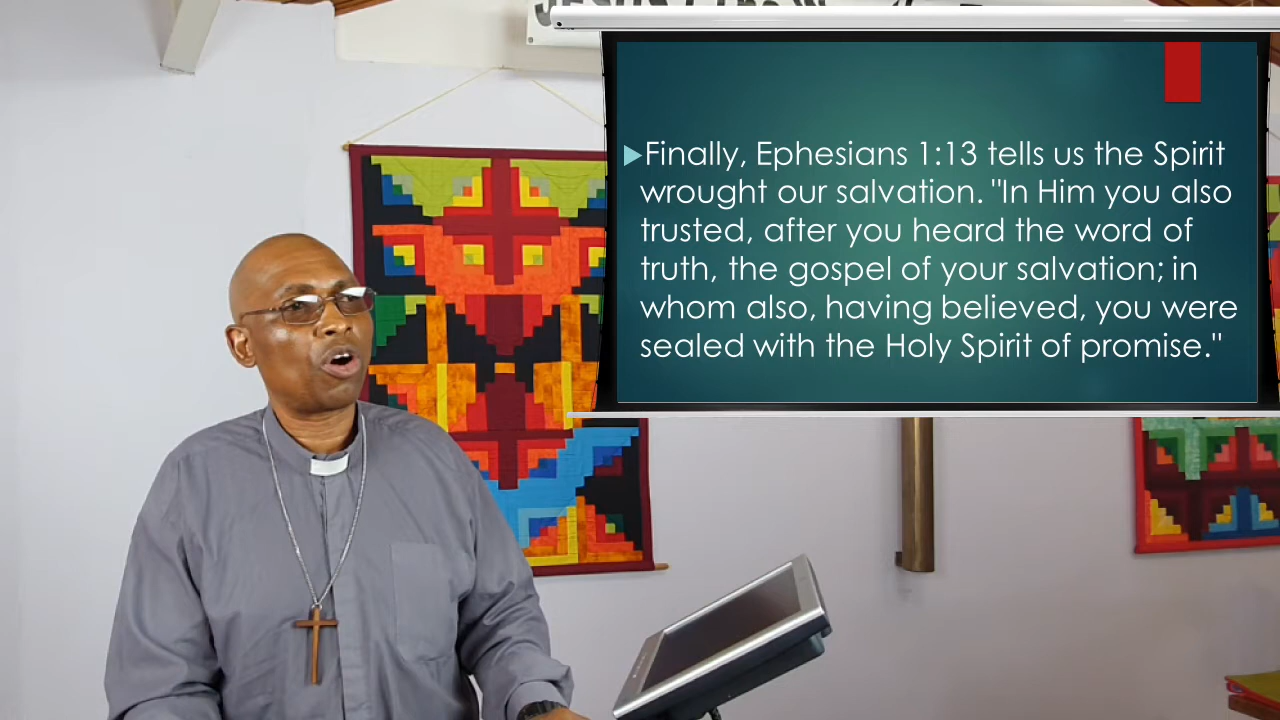 Finally, Ephesians 1:13 tells us the Spirit
wrought our salvation. "In Him you also
trusted, after you heard the word of
truth, the gospel of your salvation; in
whom also, having believed, you were
sealed with the Holy Spirit of promise."